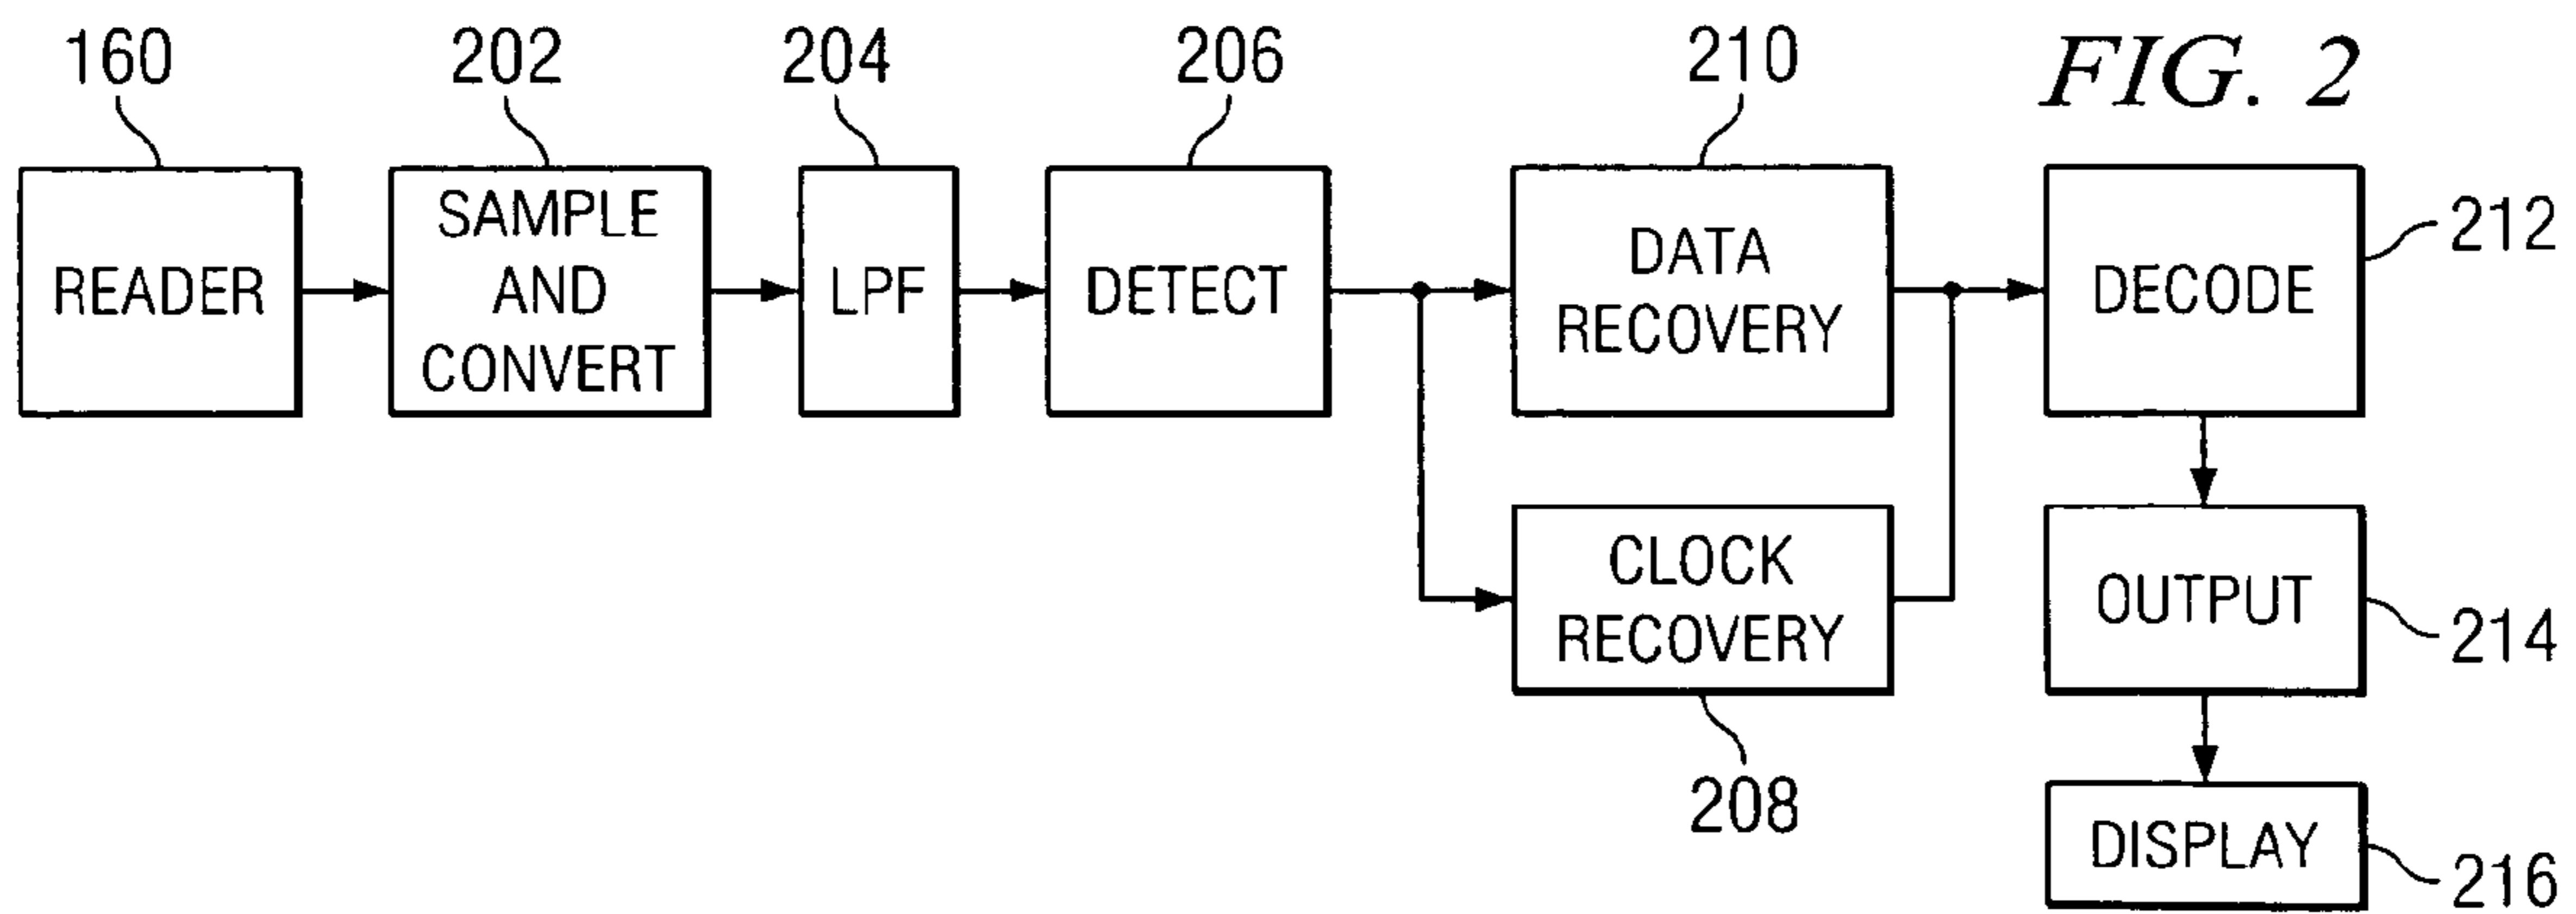 160
202
204
206
210
FIG. 2
READER
SAMPLE
AND
CONVERT
LPF
DETECT
DATA
RECOVERY
DECODE
212
CLOCK
RECOVERY
208
OUTPUT
214
DISPLAY
216